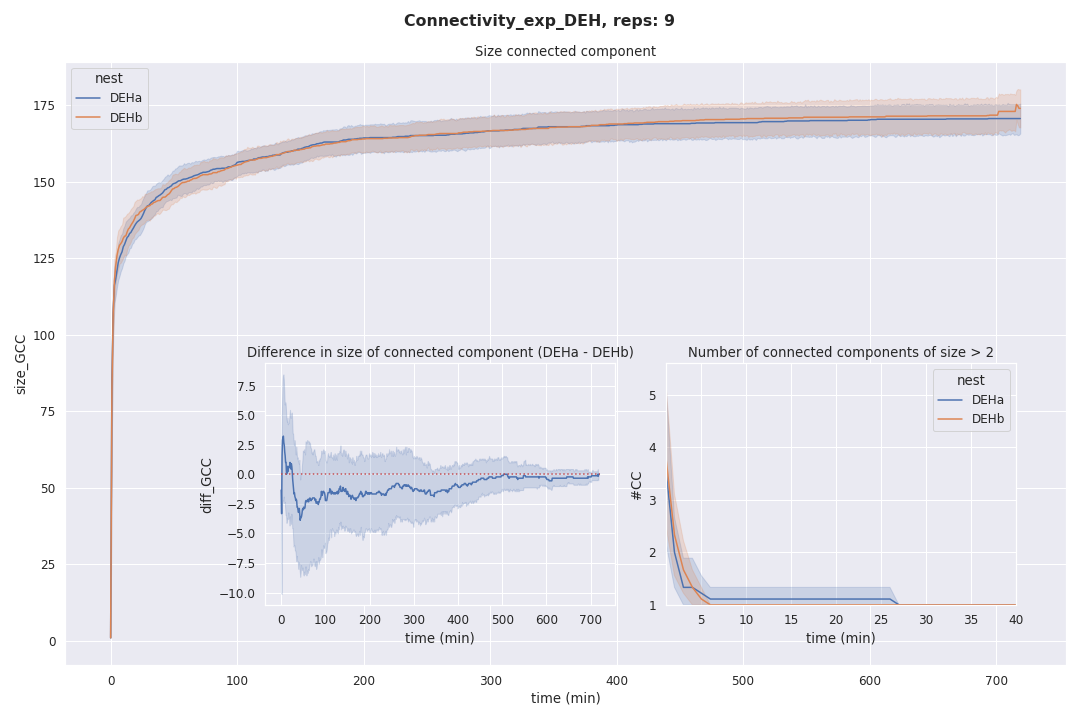 Connectivity_exp_DEH, reps: 9
Size connected component
nest
DEHa
DEHb
175
150
125
100
75
50
25
0
size_GCC
0 100 200 300 400 500 600 700
time (min)
Difference in size of connected component (DEHa - DEHb)
7.5
5.0
2.5
0.0
−2.5
−5.0
−7.5
−10.0
diff_GCC
0 100 200 300 400 500 600 700
time (min)
Number of connected components of size > 2
nest
DEHa
DEHb
5
4
3
2
1
#CC
5 10 15 20 25 30 35 40
time (min)